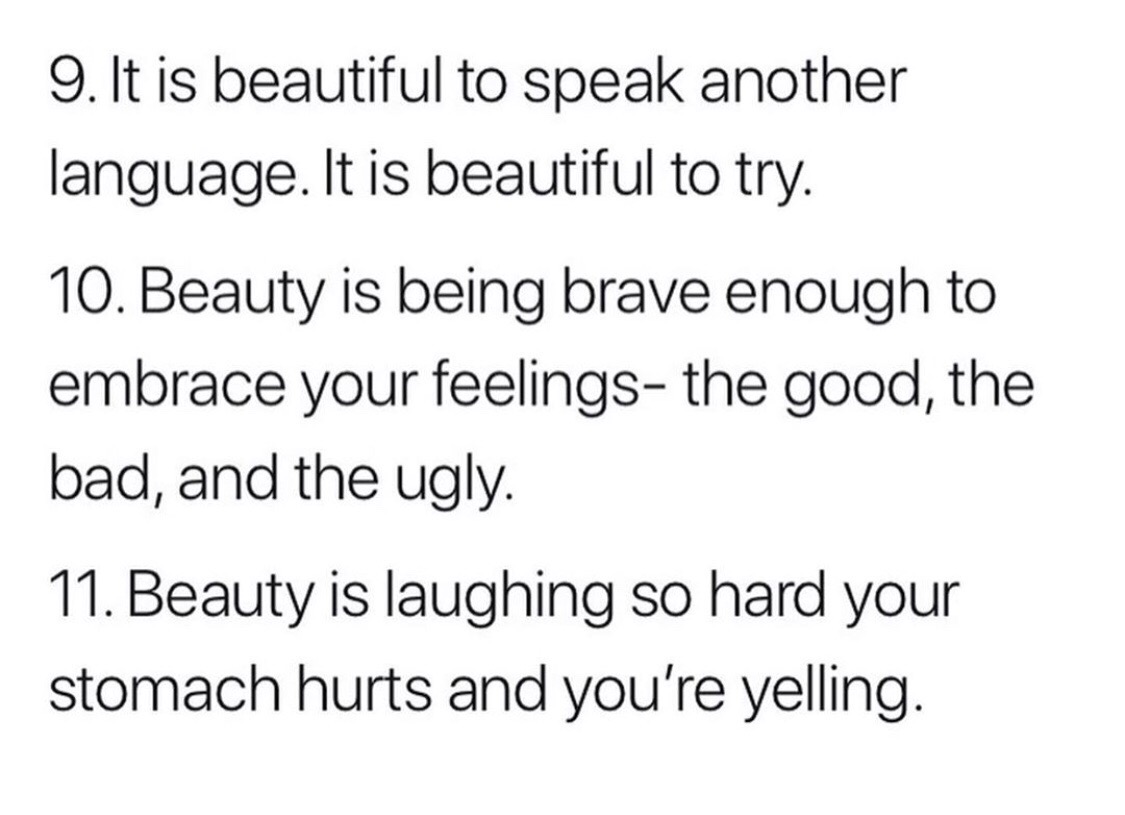 9. It is beautiful to speak another
language. It is beautiful to try.
10. Beauty is being brave enough to
embrace your feelings- the good, the
bad, and the ugly.
11. Beauty is laughing so hard your
stomach hurts and you’re yelling.